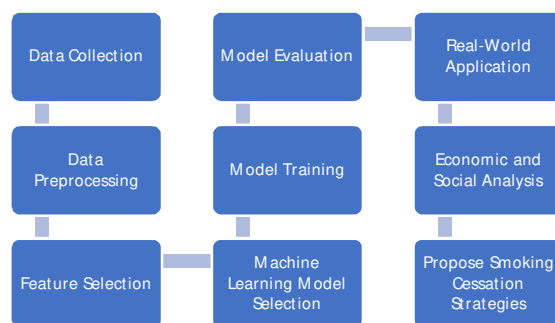 Data Collection
Data
Preprocessing
Feature Selection
Machine
Learning Model
Selection
Model Training
Model Evaluation
Real-World
Application
Economic and
Social Analysis
Propose Smoking
Cessation
Strategies